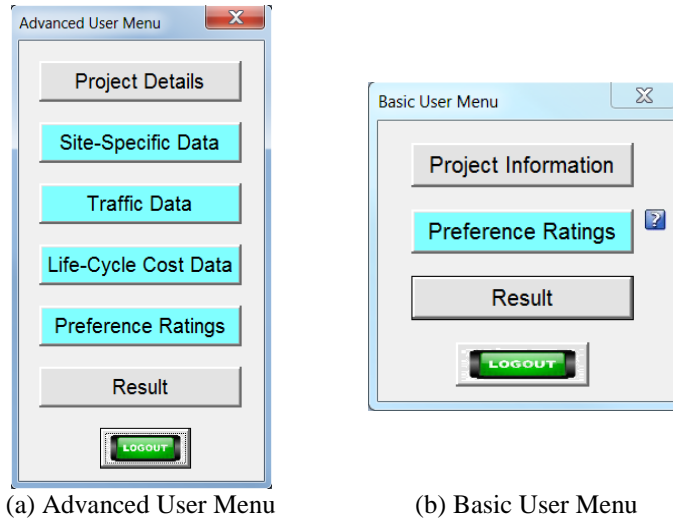 Advanced User Menu
X
Project Details
Site-Specific Data
Traffic Data
Life-Cycle Cost Data
Preference Ratings
Result
LOGOUT
(a) Advanced User Menu
Basic User Menu
X
Project Information
Preference Ratings
?
Result
LOGOUT
(b) Basic User Menu